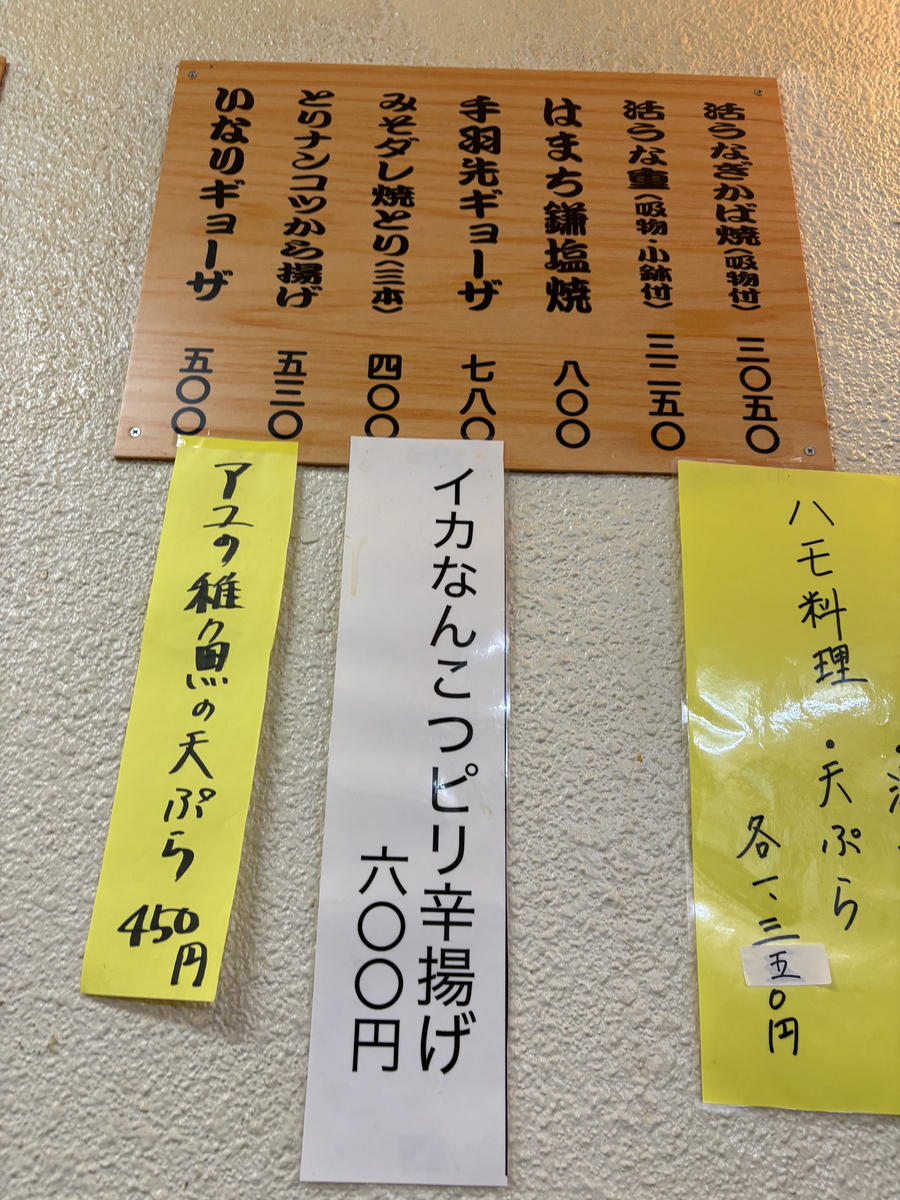 活うなぎかば焼(吸物付) 三〇五〇
活うな重(吸物・小鉢付) 三二五〇
はまち鎌塩焼 八〇〇
手羽先ギョーザ 七八〇
みそダレ焼とり(三本) 四〇〇
とりナンコツから揚げ 五三〇
いなりギョーザ 五〇〇
ハモ料理
・天ぷら
各一、三五〇円
イカなんこつピリ辛揚げ
六〇〇円
アユの稚魚の天ぷら
450円